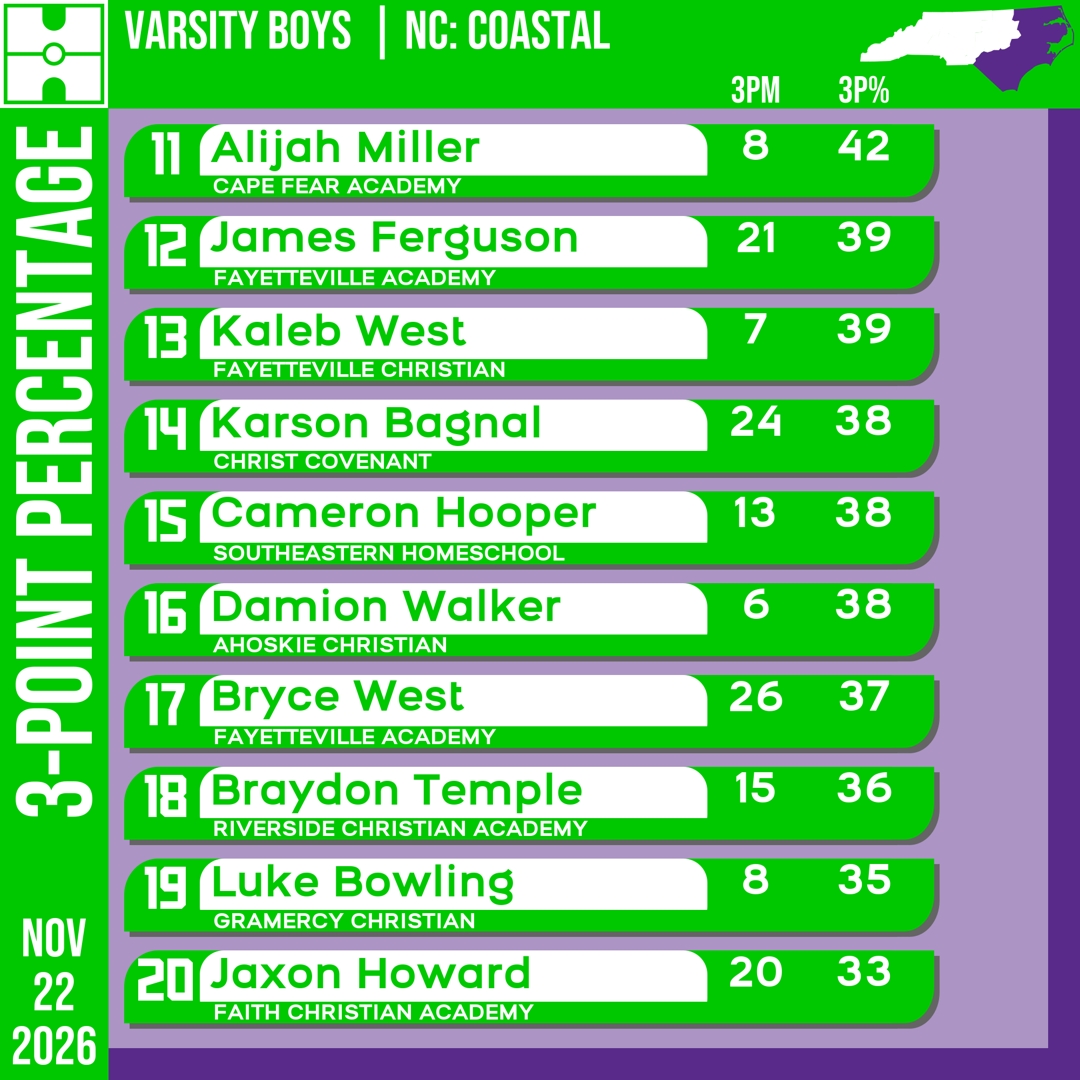 VARSITY BOYS | NC: COASTAL
3PM 3P%
3-POINT PERCENTAGE
11 Alijah Miller 8 42
CAPE FEAR ACADEMY
12 James Ferguson 21 39
FAYETTEVILLE ACADEMY
13 Kaleb West 7 39
FAYETTEVILLE CHRISTIAN
14 Karson Bagnal 24 38
CHRIST COVENANT
15 Cameron Hooper 13 38
SOUTHEASTERN HOMESCHOOL
16 Damion Walker 6 38
AHOSKIE CHRISTIAN
17 Bryce West 26 37
FAYETTEVILLE ACADEMY
18 Braydon Temple 15 36
RIVERSIDE CHRISTIAN ACADEMY
19 Luke Bowling 8 35
GRAMERCY CHRISTIAN
20 Jaxon Howard 20 33
FAITH CHRISTIAN ACADEMY
NOV
22
2026